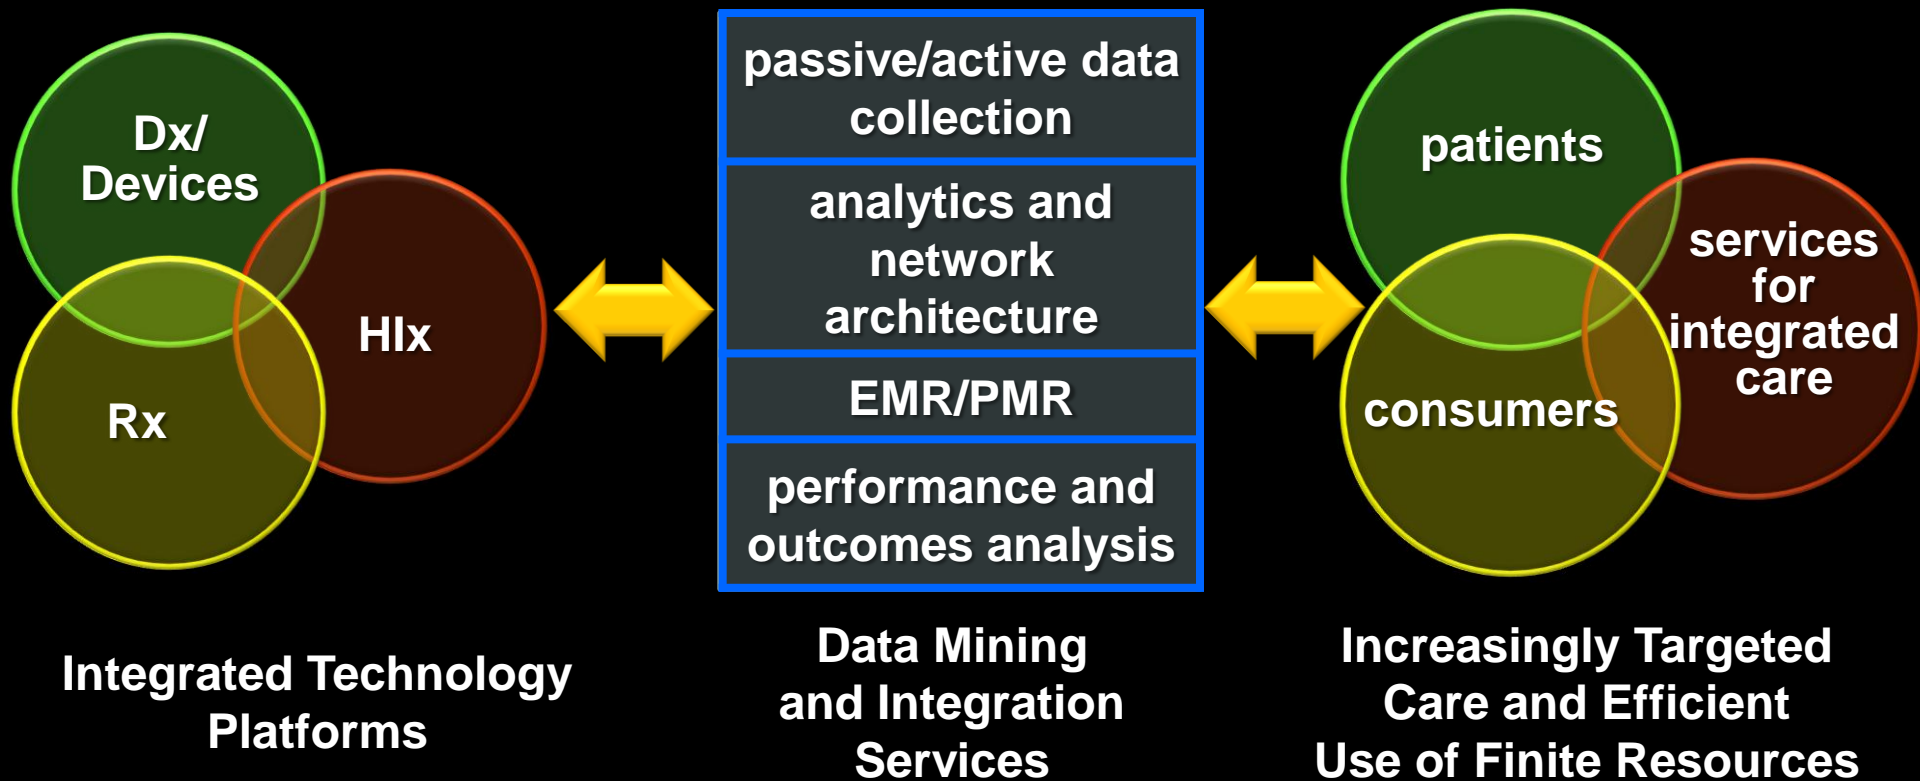 Dx/
Devices
HIx
Rx
Integrated Technology
Platforms
passive/active data
collection
analytics and
network
architecture
EMR/PMR
performance and
outcomes analysis
Data Mining
and Integration
Services
patients
services
for
integrated
care
consumers
Increasingly Targeted
Care and Efficient
Use of Finite Resources